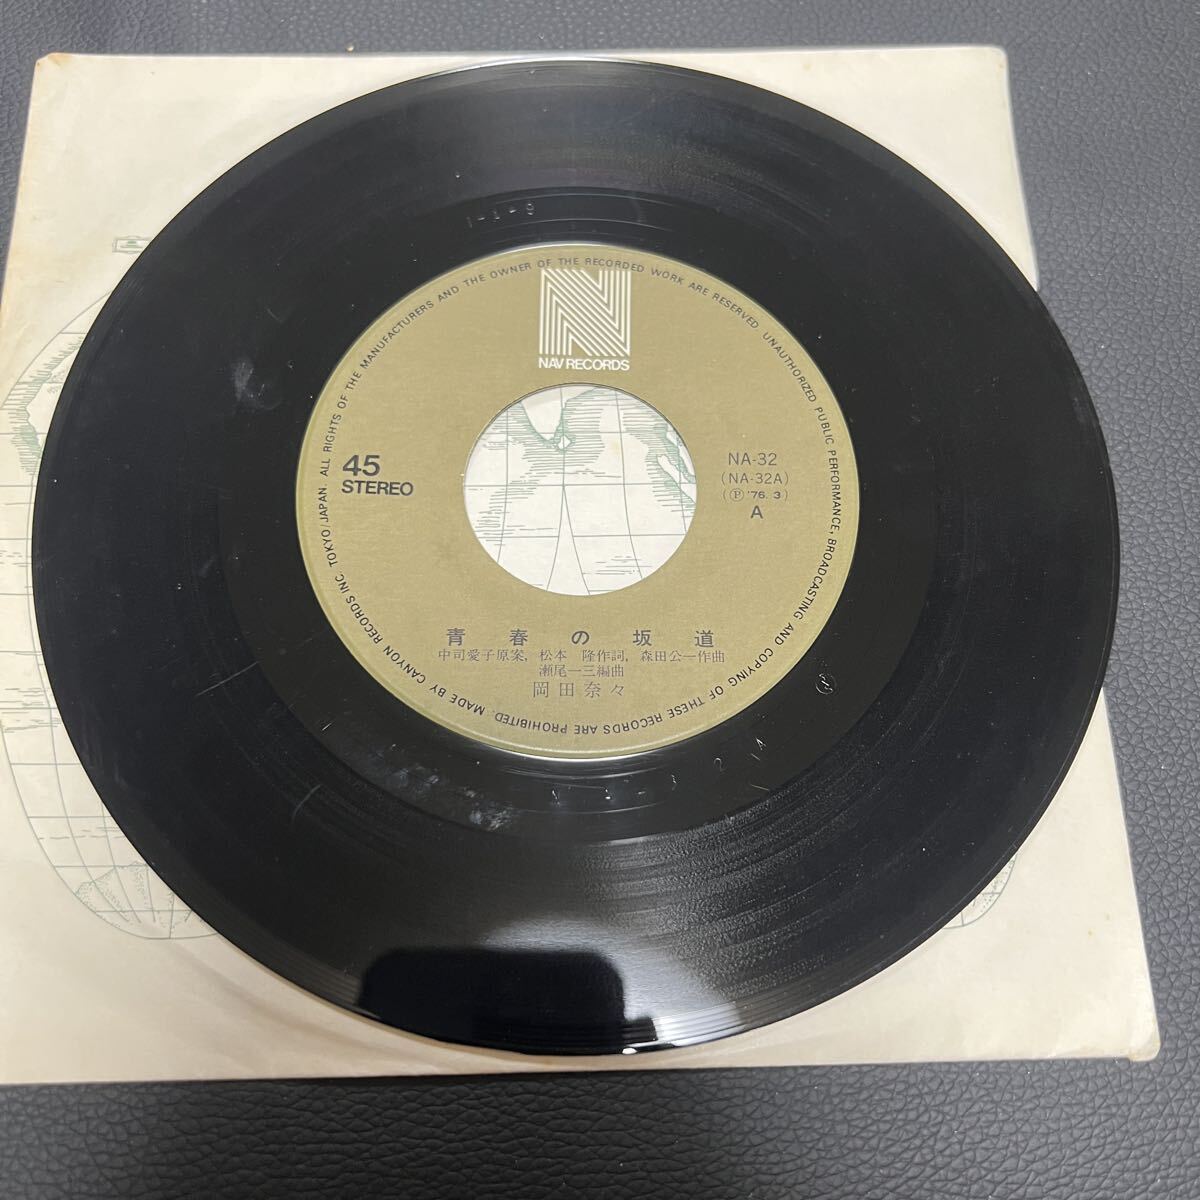 1-1-9
ALL RIGHTS OF THE MANUFACTURERS AND THE OWNER OF THE RECORDED WORK ARE RESERVED. UNAUTHORIZED PUBLIC PERFORMANCE, BROADCASTING AND COPYING OF THESE RECORDS ARE PROHIBITED. MADE BY CANYON RECORDS INC. TOKYO/JAPAN.
N
NAV RECORDS
45
STEREO
NA-32
(NA-32A)
(Ⓟ '76. 3)
A
青春の坂道
中司愛子原案, 松本 隆作詞, 森田公一作曲
瀬尾一三編曲
岡田奈々